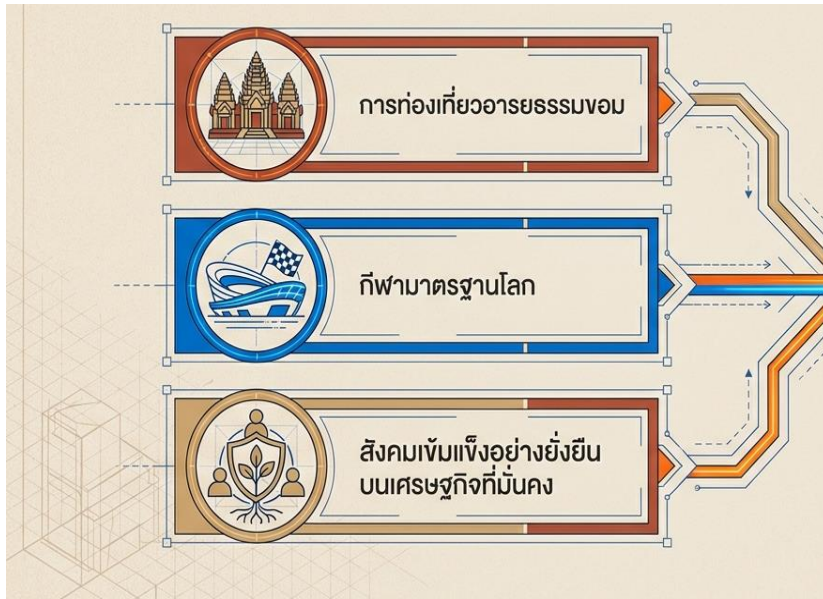 การท่องเที่ยวอารยธรรมขอม
กีฬามาตรฐานโลก
สังคมเข้มแข็งอย่างยั่งยืน
บนเศรษฐกิจที่มั่นคง